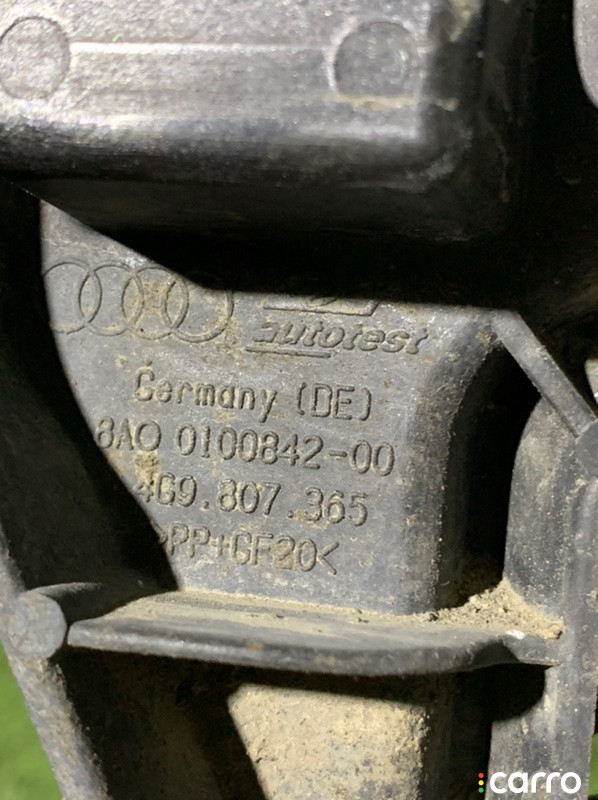 autotest
Germany (DE)
8A0 0100842-00
4G9.807.365
>PP+GF20<
carro